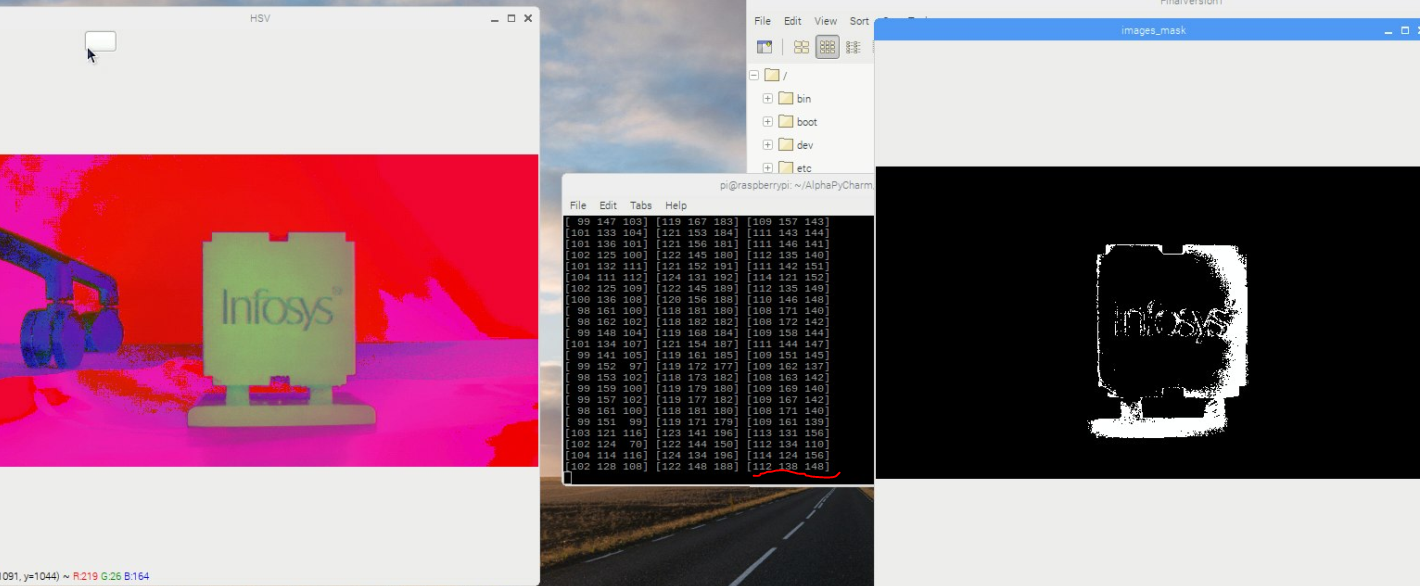 HSV
FinalVersion1
File Edit View Sort
images_mask
/
bin
boot
dev
etc
pi@raspberrypi: ~/AlphaPyCharm
File Edit Tabs Help
[ 99 147 103] [119 167 183] [109 157 143]
[101 133 104] [121 153 184] [111 143 144]
[101 136 101] [121 156 181] [111 146 141]
[102 125 100] [122 145 180] [112 135 140]
[101 132 111] [121 152 191] [111 142 151]
[104 111 112] [124 131 192] [114 121 152]
[102 125 109] [122 145 189] [112 135 149]
[100 136 108] [120 156 188] [110 146 148]
[ 98 161 100] [118 181 180] [108 171 140]
[ 98 162 102] [118 182 182] [108 172 142]
[ 99 148 104] [119 168 184] [109 158 144]
[101 134 107] [121 154 187] [111 144 147]
[ 99 141 105] [119 161 185] [109 151 145]
[ 99 152 97] [119 172 177] [109 162 137]
[ 98 153 102] [118 173 182] [108 163 142]
[ 99 159 100] [119 179 180] [109 169 140]
[ 99 157 102] [119 177 182] [109 167 142]
[ 98 161 100] [118 181 180] [108 171 140]
[ 99 151 99] [119 171 179] [109 161 139]
[103 121 116] [123 141 196] [113 131 156]
[102 124 70] [122 144 150] [112 134 110]
[104 114 116] [124 134 196] [114 124 156]
[102 128 108] [122 148 188] [112 138 148]
Infosys
Infosys
1091, y=1044) ~ R:219 G:26 B:164